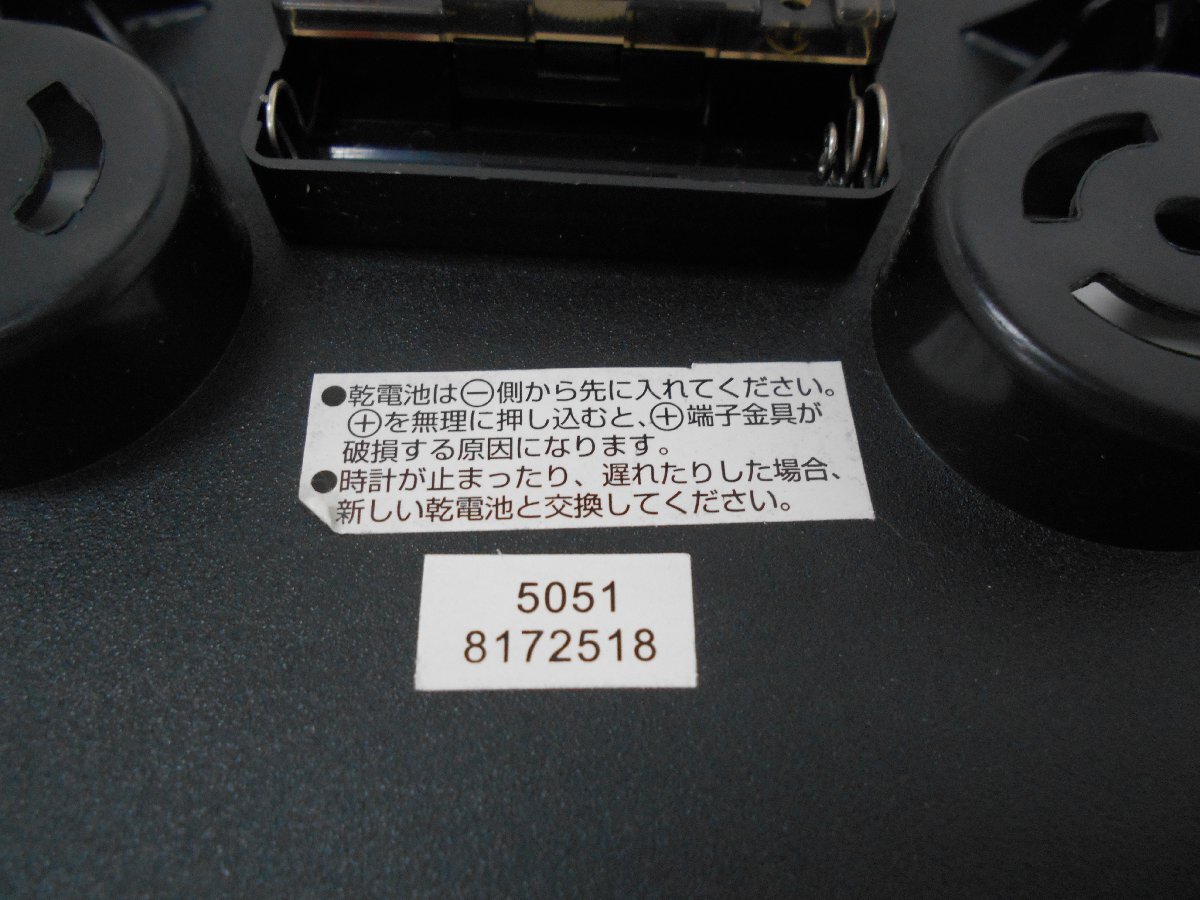 ●乾電池は⊖側から先に入れてください。
⊕を無理に押し込むと、⊕端子金具が
破損する原因になります。
●時計が止まったり、遅れたりした場合、
新しい乾電池と交換してください。
5051
8172518